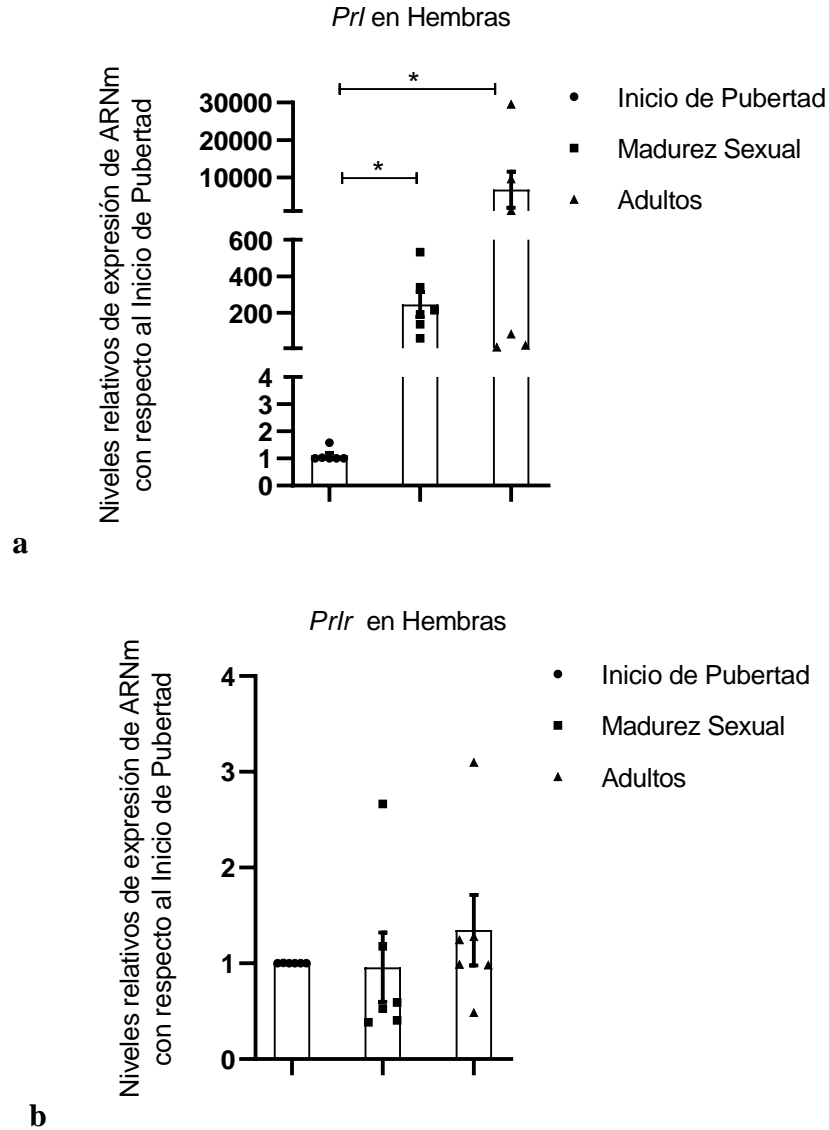 Prl en Hembras
Niveles relativos de expresión de ARNm
con respecto al Inicio de Pubertad
30000
20000
10000
600
400
200
4
3
2
1
0
*
*
Inicio de Pubertad
Madurez Sexual
Adultos
a
Prlr en Hembras
Niveles relativos de expresión de ARNm
con respecto al Inicio de Pubertad
4
3
2
1
0
Inicio de Pubertad
Madurez Sexual
Adultos
b